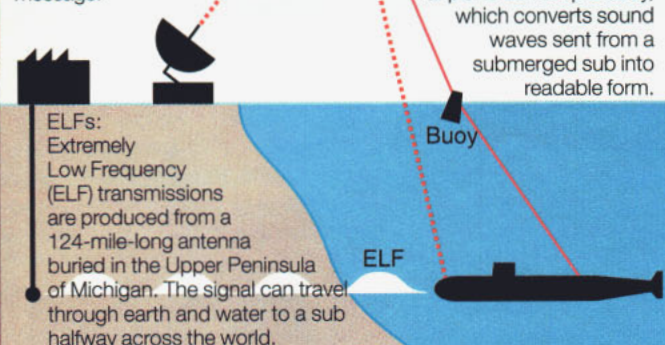 which converts sound
waves sent from a
submerged sub into
readable form.
Buoy
ELFs:
Extremely
Low Frequency
(ELF) transmissions
are produced from a
124-mile-long antenna
buried in the Upper Peninsula
of Michigan. The signal can travel
through earth and water to a sub
halfway across the world.
ELF